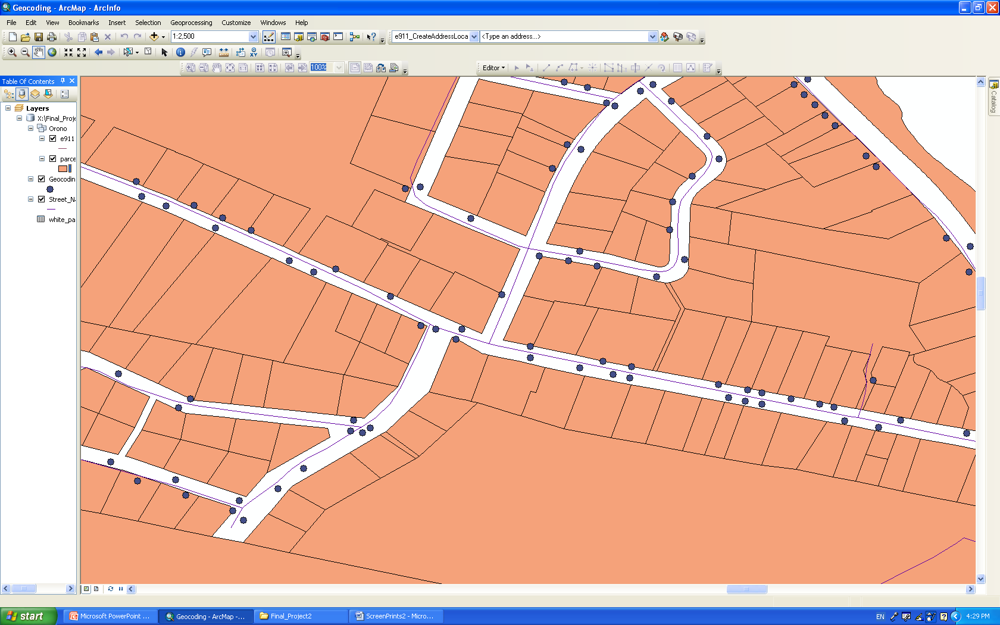 Geocoding - ArcMap - ArcInfo
File Edit View Bookmarks Insert Selection Geoprocessing Customize Windows Help
1:2,500
e911_CreateAddressLoca
<Type an address...>
100%
Editor
Table Of Contents
Layers
X:\Final_Proje
Orono
e911
parce
Geocodin
Street_N
white_pa
Catalog
start
Microsoft PowerPoint ...
Geocoding - ArcMap -...
Final_Project2
ScreenPrints2 - Micro...
EN
4:29 PM